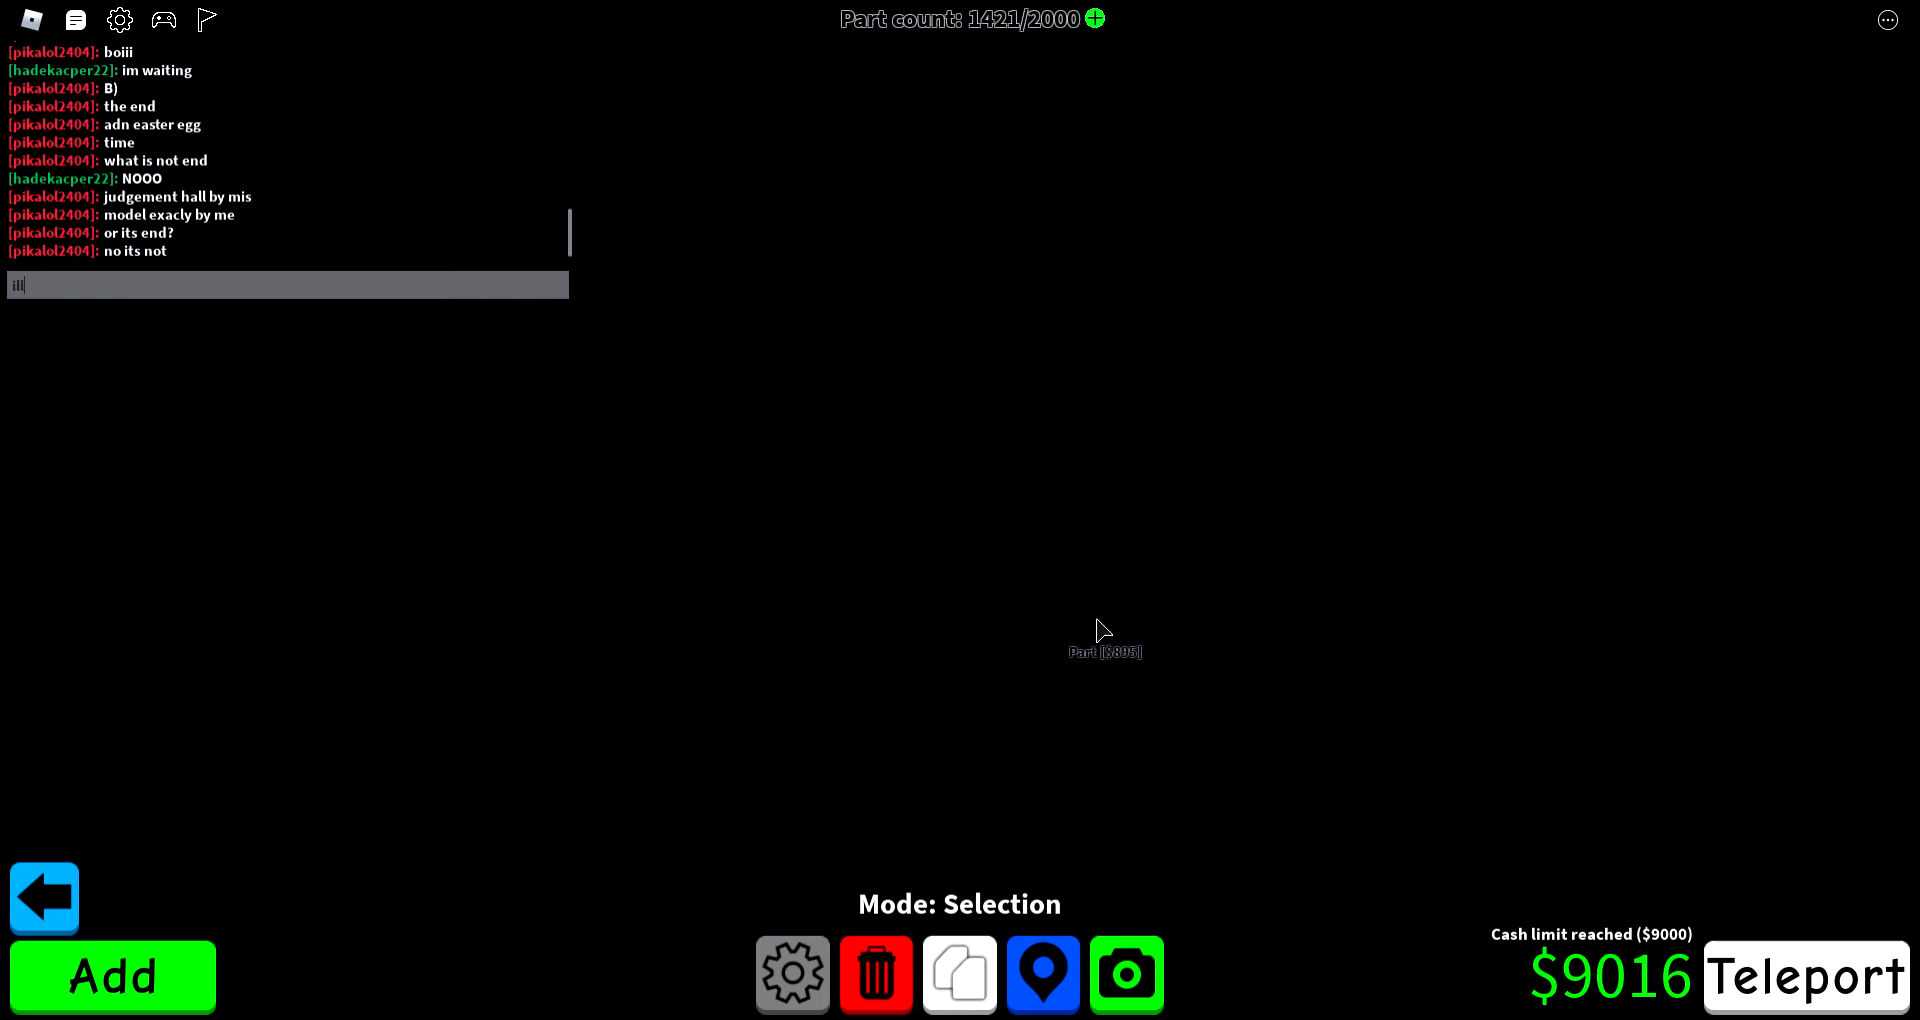 Part count: 1421/2000
[pikalol2404]: boiii
[hadekacper22]: im waiting
[pikalol2404]: B)
[pikalol2404]: the end
[pikalol2404]: adn easter egg
[pikalol2404]: time
[pikalol2404]: what is not end
[hadekacper22]: NOOO
[pikalol2404]: judgement hall by mis
[pikalol2404]: model exacly by me
[pikalol2404]: or its end?
[pikalol2404]: no its not
ill
Part [$895]
Mode: Selection
Add
Cash limit reached ($9000)
$9016
Teleport